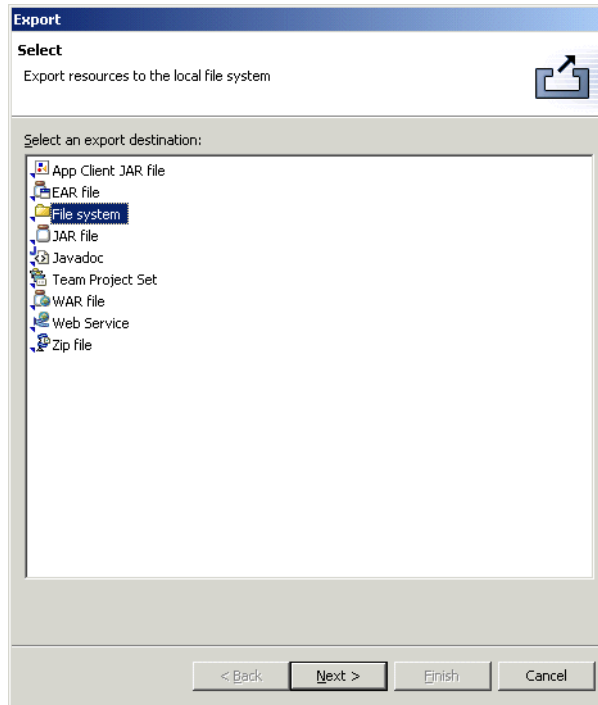 Export
Select
Export resources to the local file system
Select an export destination:
App Client JAR file
EAR file
File system
JAR file
Javadoc
Team Project Set
WAR file
Web Service
Zip file
< Back Next > Finish Cancel